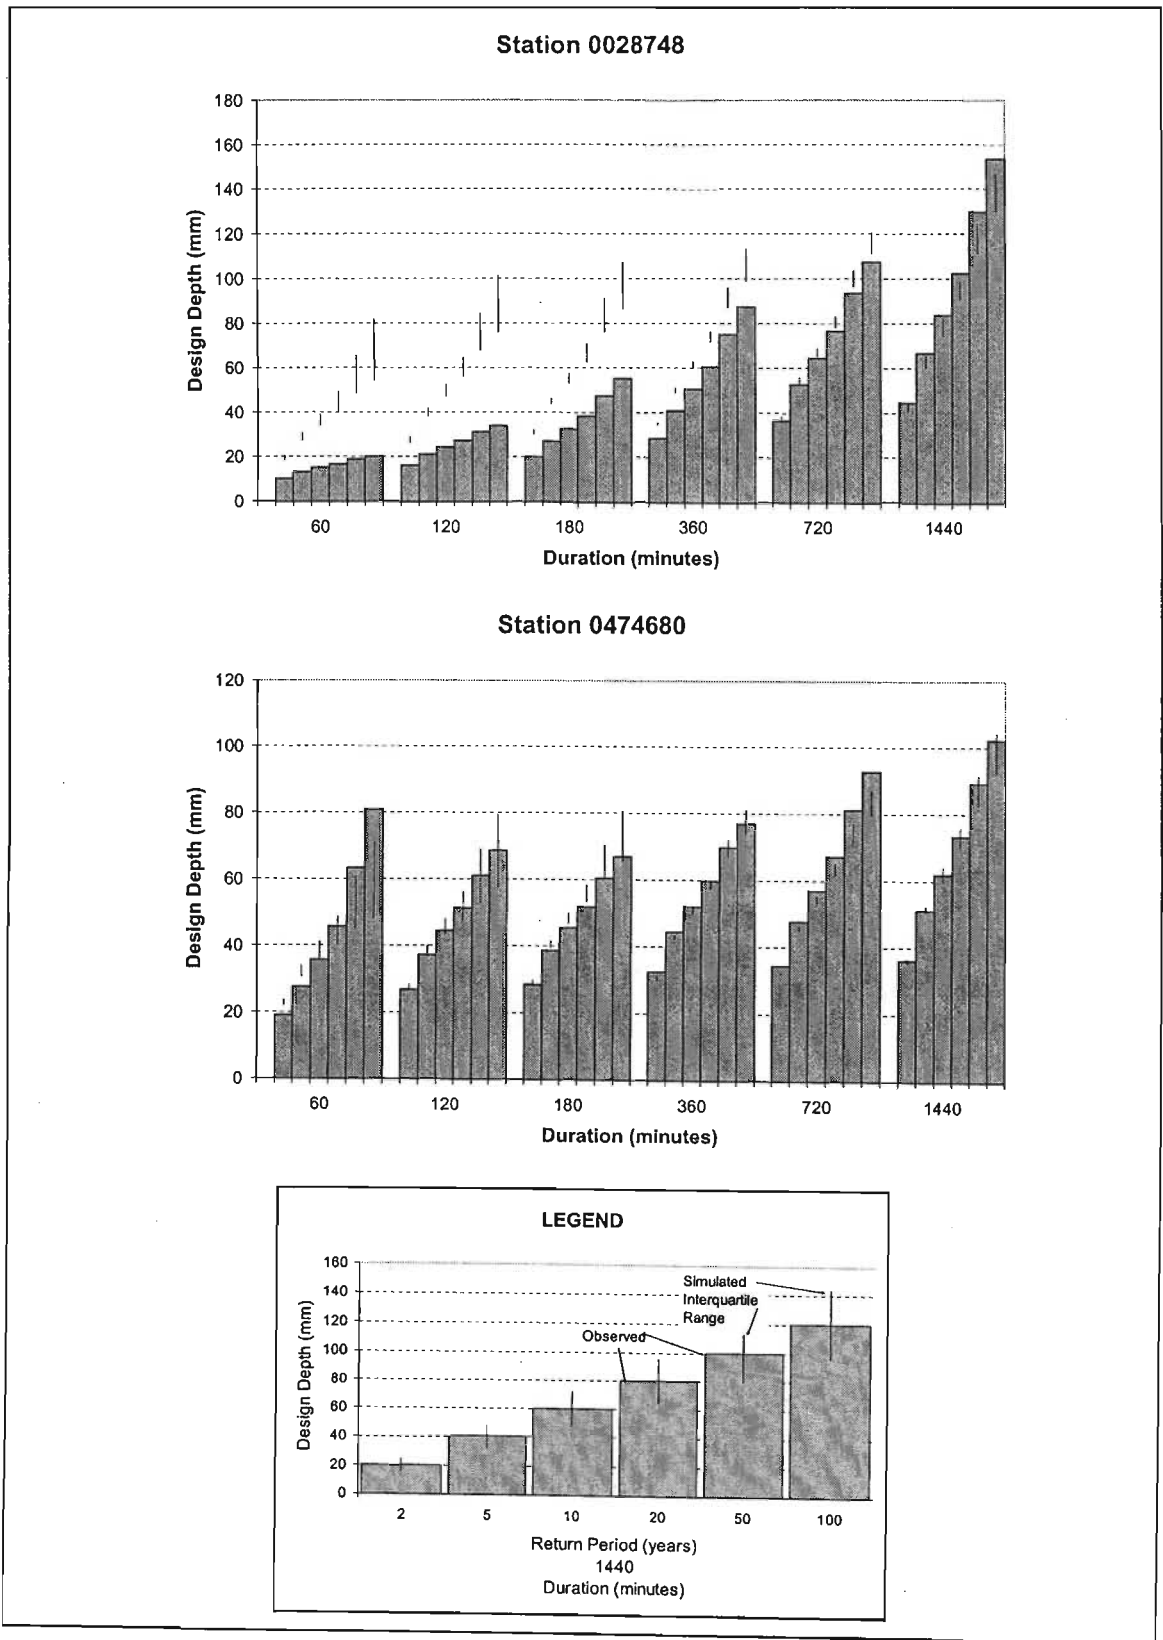 Station 0028748
180
160
140
120
100
80
60
40
20
0
Design Depth (mm)
60 120 180 360 720 1440
Duration (minutes)
Station 0474680
120
100
80
60
40
20
0
Design Depth (mm)
60 120 180 360 720 1440
Duration (minutes)
LEGEND
160
140
120
100
80
60
40
20
0
Design Depth (mm)
Simulated
Interquartile
Range
Observed
2 5 10 20 50 100
Return Period (years)
1440
Duration (minutes)